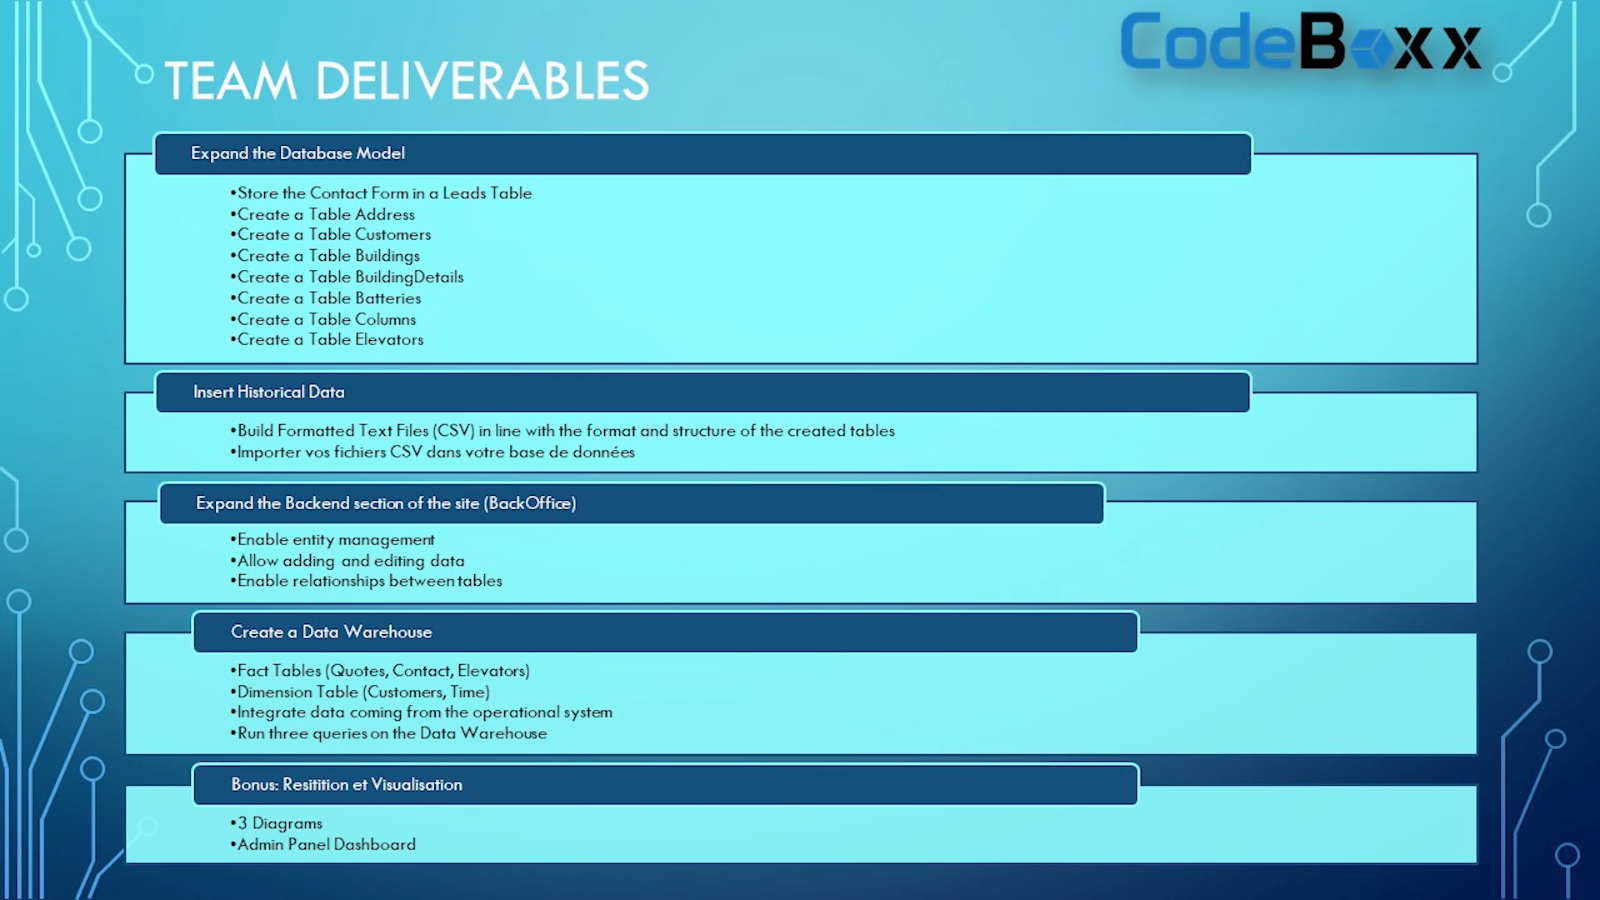 CodeBoxx
TEAM DELIVERABLES
Expand the Database Model
•Store the Contact Form in a Leads Table
•Create a Table Address
•Create a Table Customers
•Create a Table Buildings
•Create a Table BuildingDetails
•Create a Table Batteries
•Create a Table Columns
•Create a Table Elevators
Insert Historical Data
•Build Formatted Text Files (CSV) in line with the format and structure of the created tables
•Importer vos fichiers CSV dans votre base de données
Expand the Backend section of the site (BackOffice)
•Enable entity management
•Allow adding and editing data
•Enable relationships between tables
Create a Data Warehouse
•Fact Tables (Quotes, Contact, Elevators)
•Dimension Table (Customers, Time)
•Integrate data coming from the operational system
•Run three queries on the Data Warehouse
Bonus: Resitition et Visualisation
•3 Diagrams
•Admin Panel Dashboard